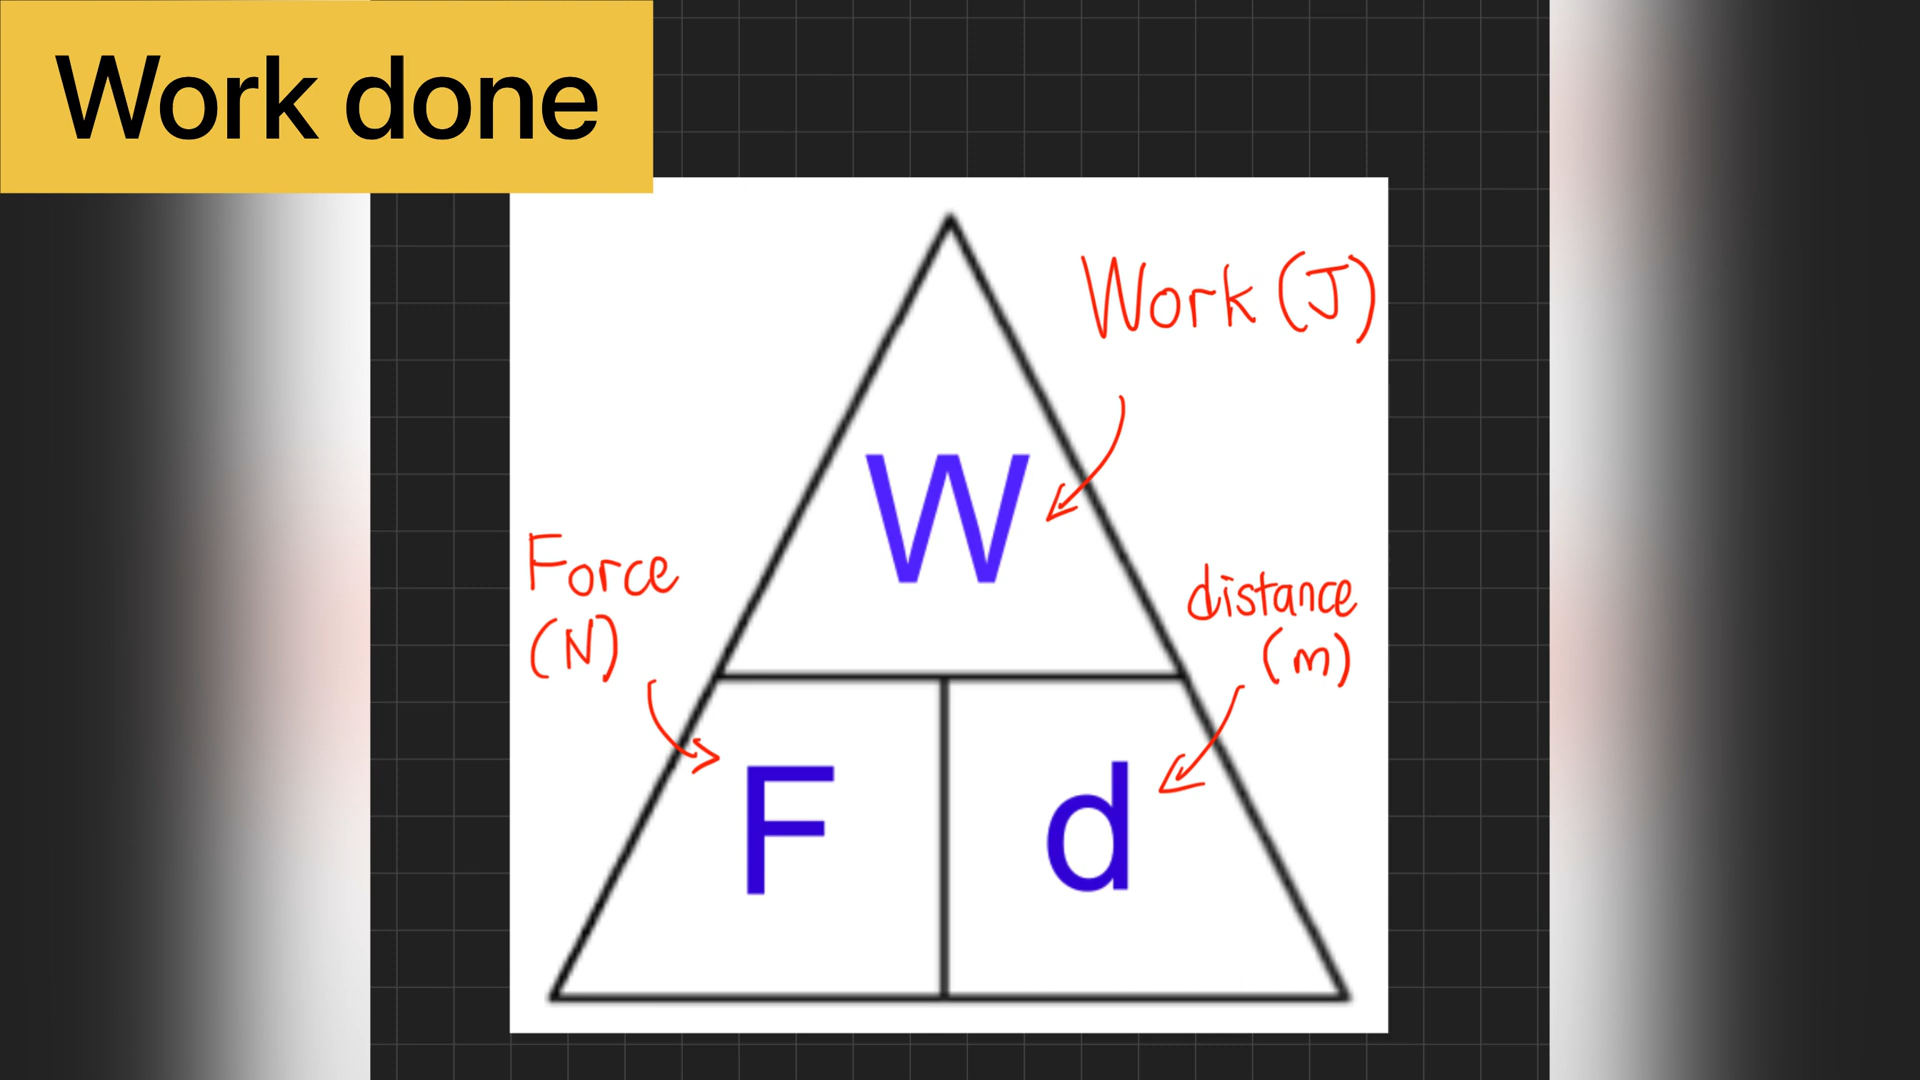 Work done
Work (J)
W
Force
(N)
distance
(m)
F
d